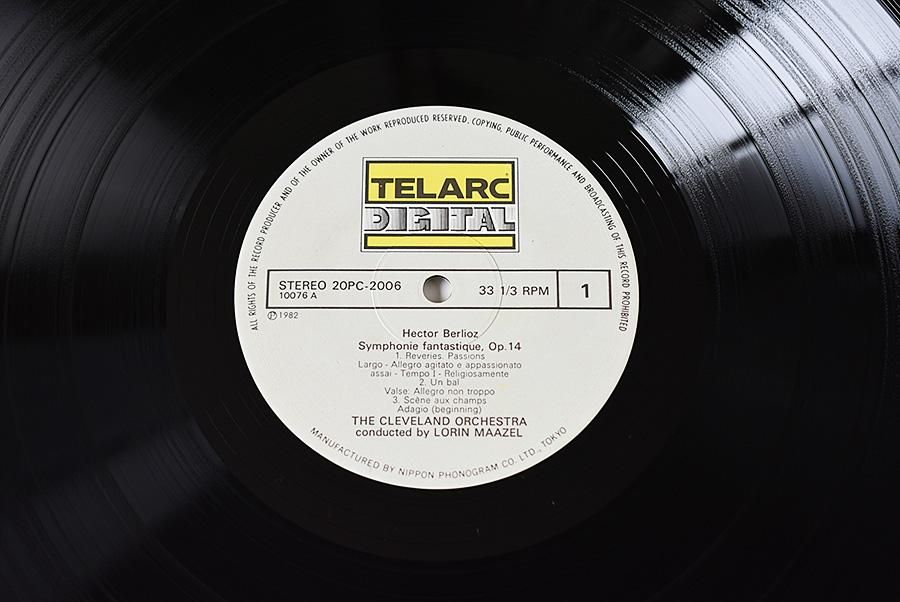 ALL RIGHTS OF THE RECORD PRODUCER AND OF THE OWNER OF THE WORK REPRODUCED RESERVED. COPYING, PUBLIC PERFORMANCE AND BROADCASTING OF THIS RECORD PROHIBITED
TELARC
DIGITAL
STEREO 20PC-2006 33 1/3 RPM 1
10076 A
Ⓟ1982
Hector Berlioz
Symphonie fantastique, Op.14
1. Reveries. Passions
Largo - Allegro agitato e appassionato
assai - Tempo I - Religiosamente
2. Un bal
Valse: Allegro non troppo
3. Scène aux champs
Adagio (beginning)
THE CLEVELAND ORCHESTRA
conducted by LORIN MAAZEL
MANUFACTURED BY NIPPON PHONOGRAM CO. LTD., TOKYO